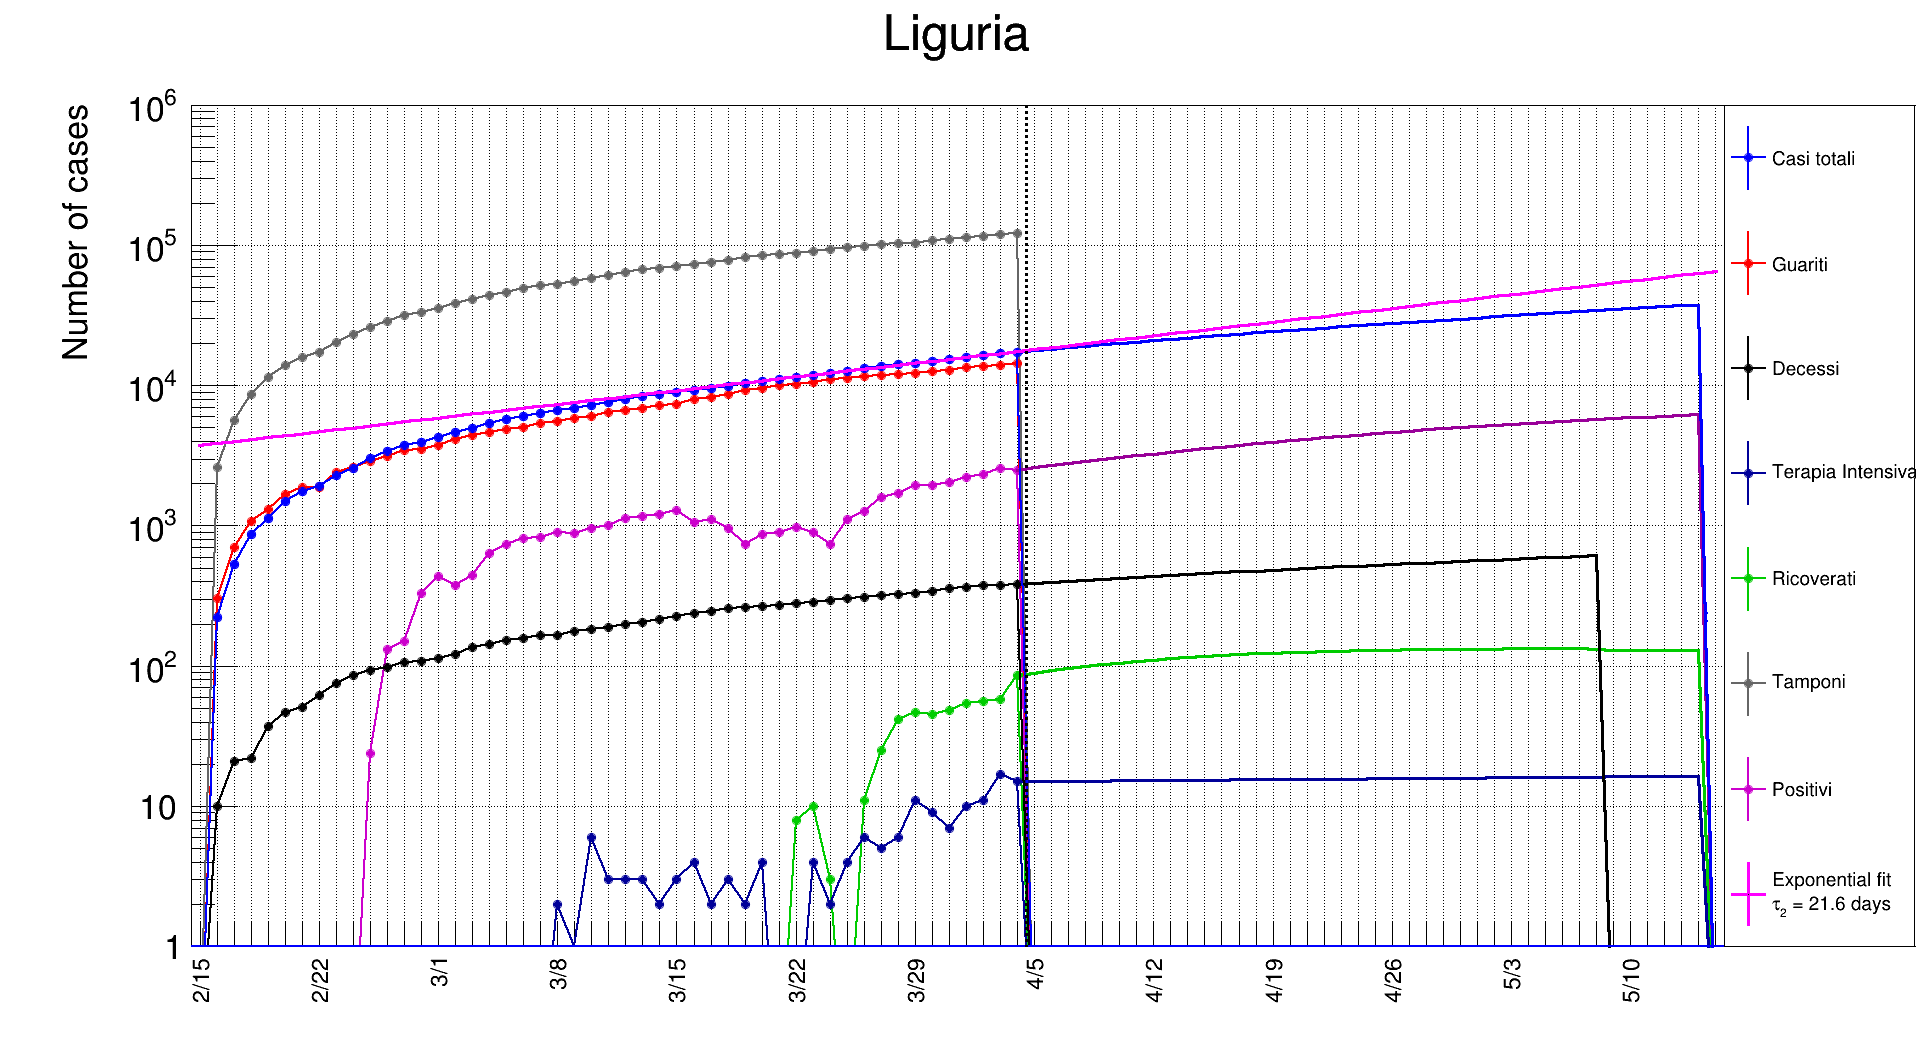 Liguria
Number of cases
10^6
10^5
10^4
10^3
10^2
10
1
2/15 2/22 3/1 3/8 3/15 3/22 3/29 4/5 4/12 4/19 4/26 5/3 5/10
Casi totali
Guariti
Decessi
Terapia Intensiva
Ricoverati
Tamponi
Positivi
Exponential fit
τ₂ = 21.6 days